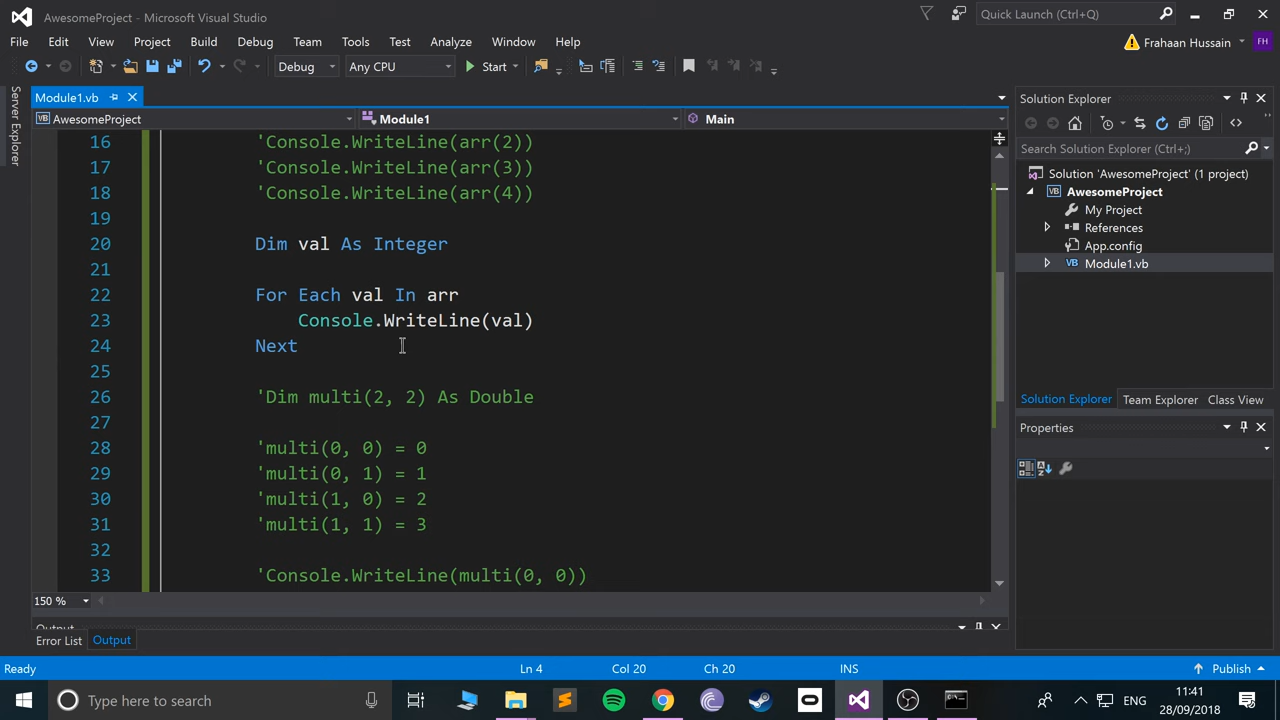 AwesomeProject - Microsoft Visual Studio
Quick Launch (Ctrl+;)
File Edit View Project Build Debug Team Tools Test Analyze Window Help
Frahaan Hussain FH
Debug Any CPU Start
Server Explorer
Module1.vb
Solution Explorer
VB AwesomeProject Module1 Main
Search Solution Explorer (Ctrl+;)
Solution 'AwesomeProject' (1 project)
VB AwesomeProject
My Project
References
App.config
VB Module1.vb
16 'Console.WriteLine(arr(2))
17 'Console.WriteLine(arr(3))
18 'Console.WriteLine(arr(4))
19
20 Dim val As Integer
21
22 For Each val In arr
23 Console.WriteLine(val)
24 Next
25
26 'Dim multi(2, 2) As Double
27
28 'multi(0, 0) = 0
29 'multi(0, 1) = 1
30 'multi(1, 0) = 2
31 'multi(1, 1) = 3
32
33 'Console.WriteLine(multi(0, 0))
150 %
Solution Explorer Team Explorer Class View
Properties
Output
Error List Output
Ready Ln 4 Col 20 Ch 20 INS Publish
Type here to search
ENG
11:41
28/09/2018